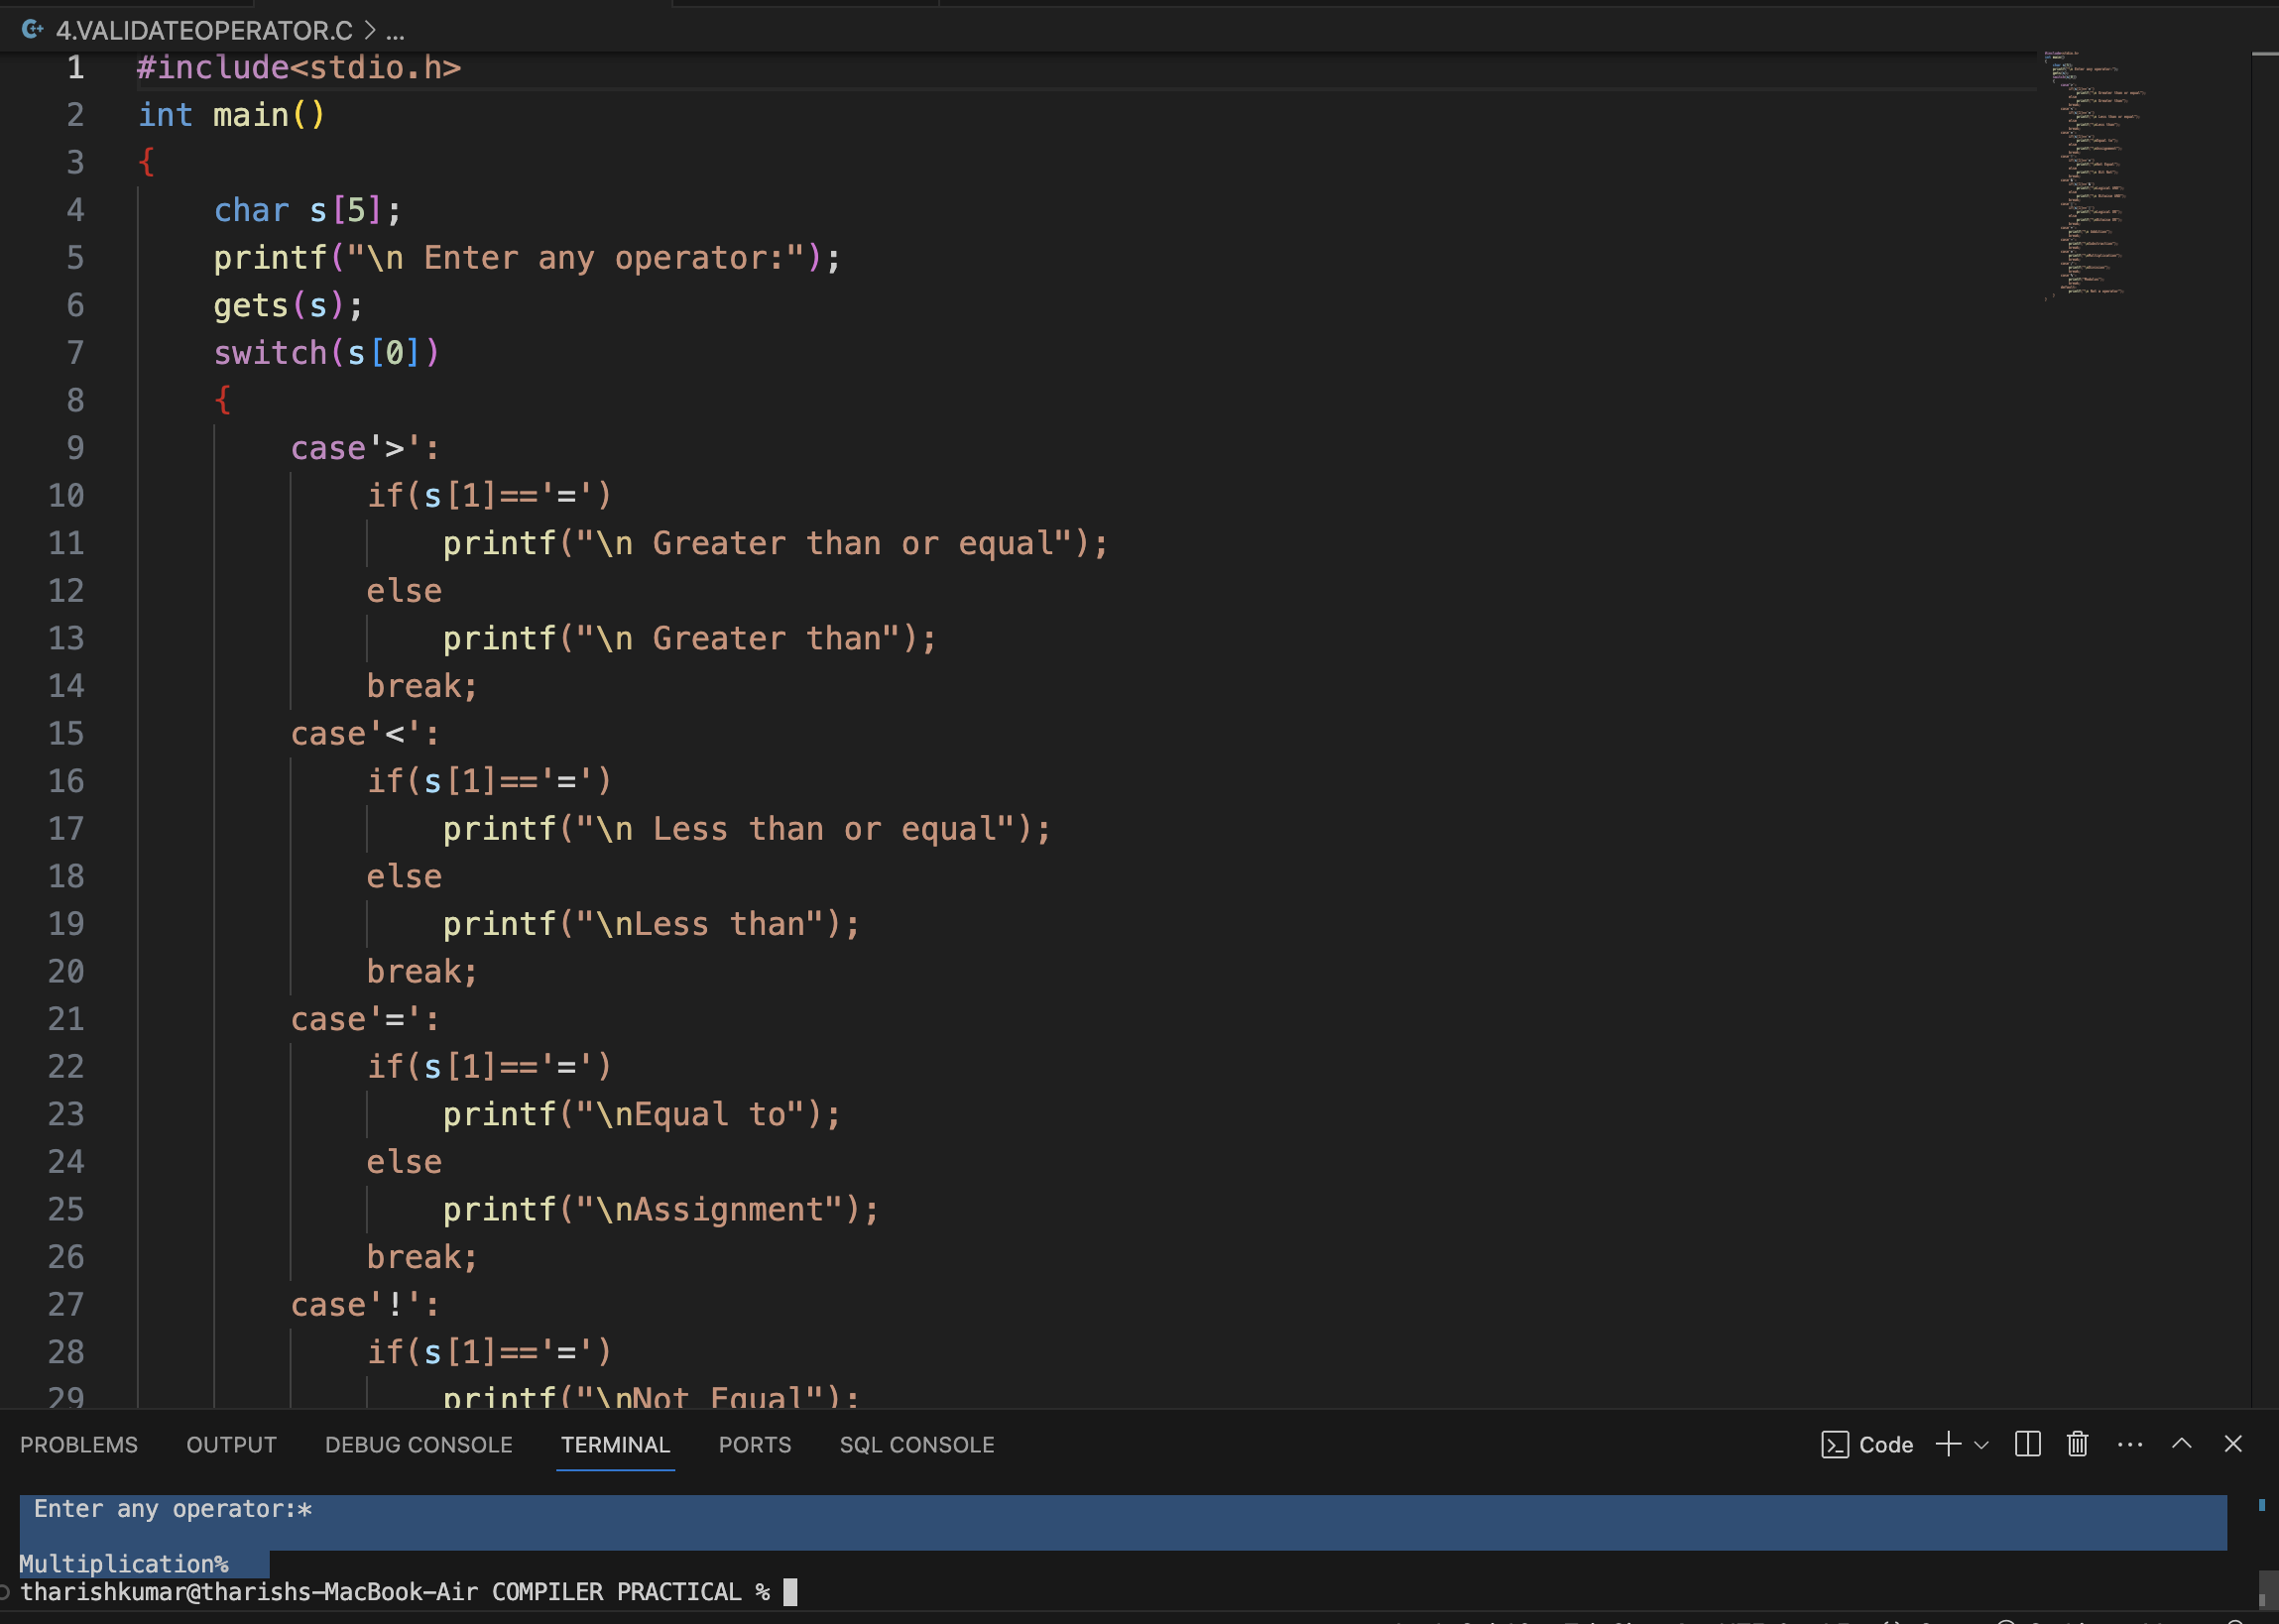 4.VALIDATEOPERATOR.C > ...
1 #include<stdio.h>
2 int main()
3 {
4 char s[5];
5 printf("\n Enter any operator:");
6 gets(s);
7 switch(s[0])
8 {
9 case'>':
10 if(s[1]=='=')
11 printf("\n Greater than or equal");
12 else
13 printf("\n Greater than");
14 break;
15 case'<':
16 if(s[1]=='=')
17 printf("\n Less than or equal");
18 else
19 printf("\nLess than");
20 break;
21 case'=':
22 if(s[1]=='=')
23 printf("\nEqual to");
24 else
25 printf("\nAssignment");
26 break;
27 case'!':
28 if(s[1]=='=')
29 printf("\nNot Equal");
PROBLEMS OUTPUT DEBUG CONSOLE TERMINAL PORTS SQL CONSOLE Code
Enter any operator:*
Multiplication%
tharishkumar@tharishs-MacBook-Air COMPILER PRACTICAL %